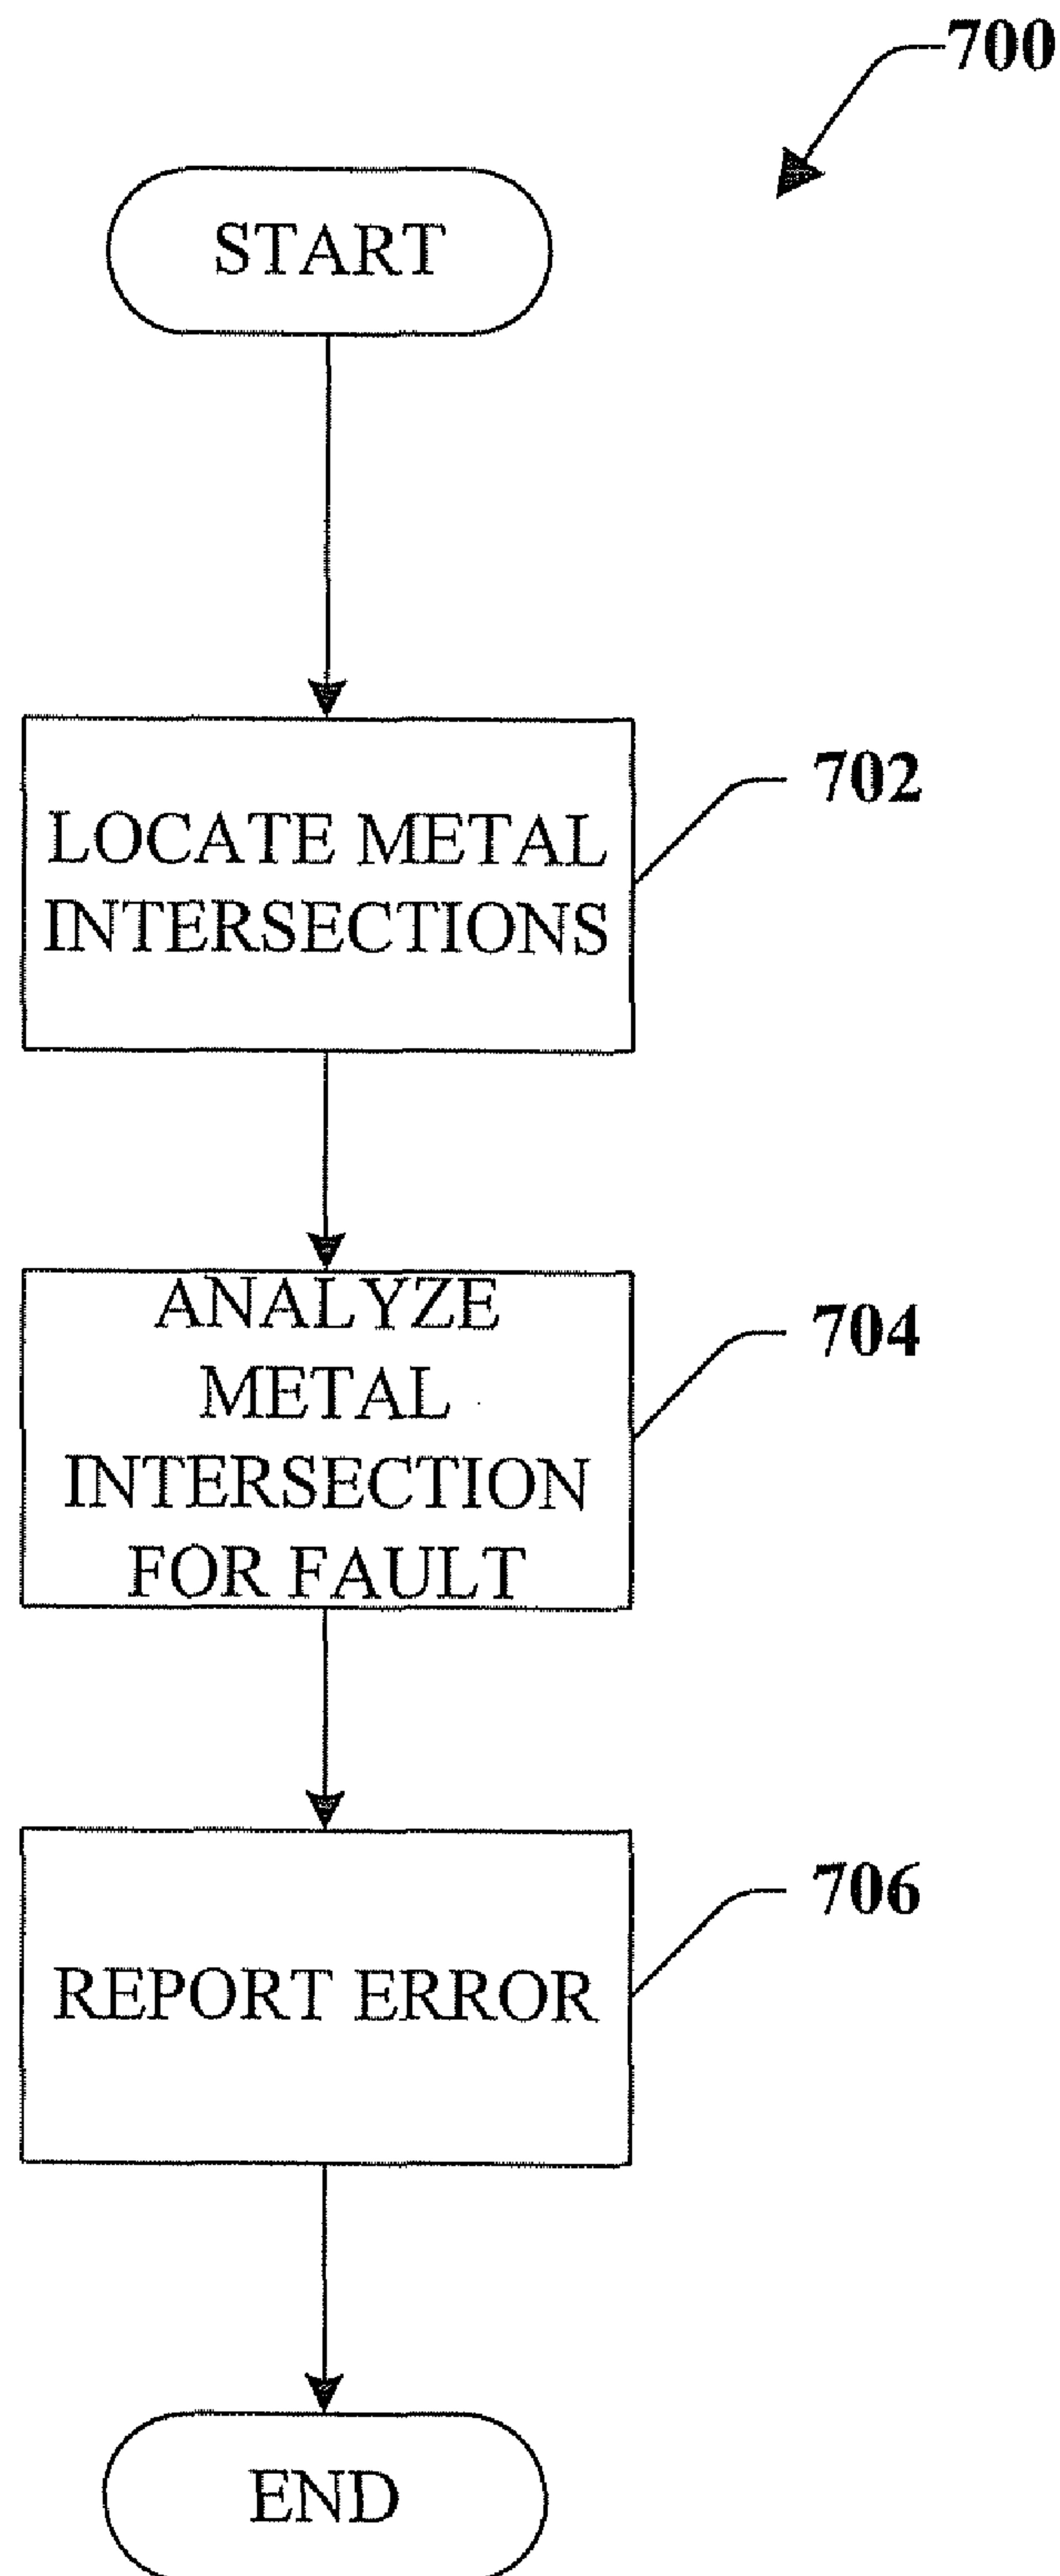 700
START
LOCATE METAL
INTERSECTIONS
702
ANALYZE
METAL
INTERSECTION
FOR FAULT
704
REPORT ERROR
706
END